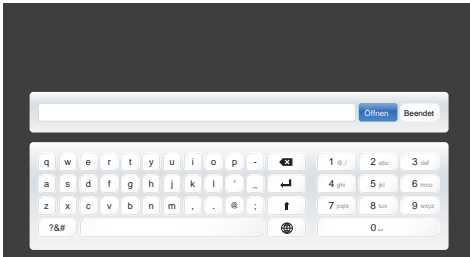 Öffnen Beendet
q w e r t y u i o p - 1 @./ 2 abc 3 def
a s d f g h j k l ' _ 4 ghi 5 jkl 6 mno
z x c v b n m , . @ ; 7 pqrs 8 tuv 9 wxyz
?&# 0